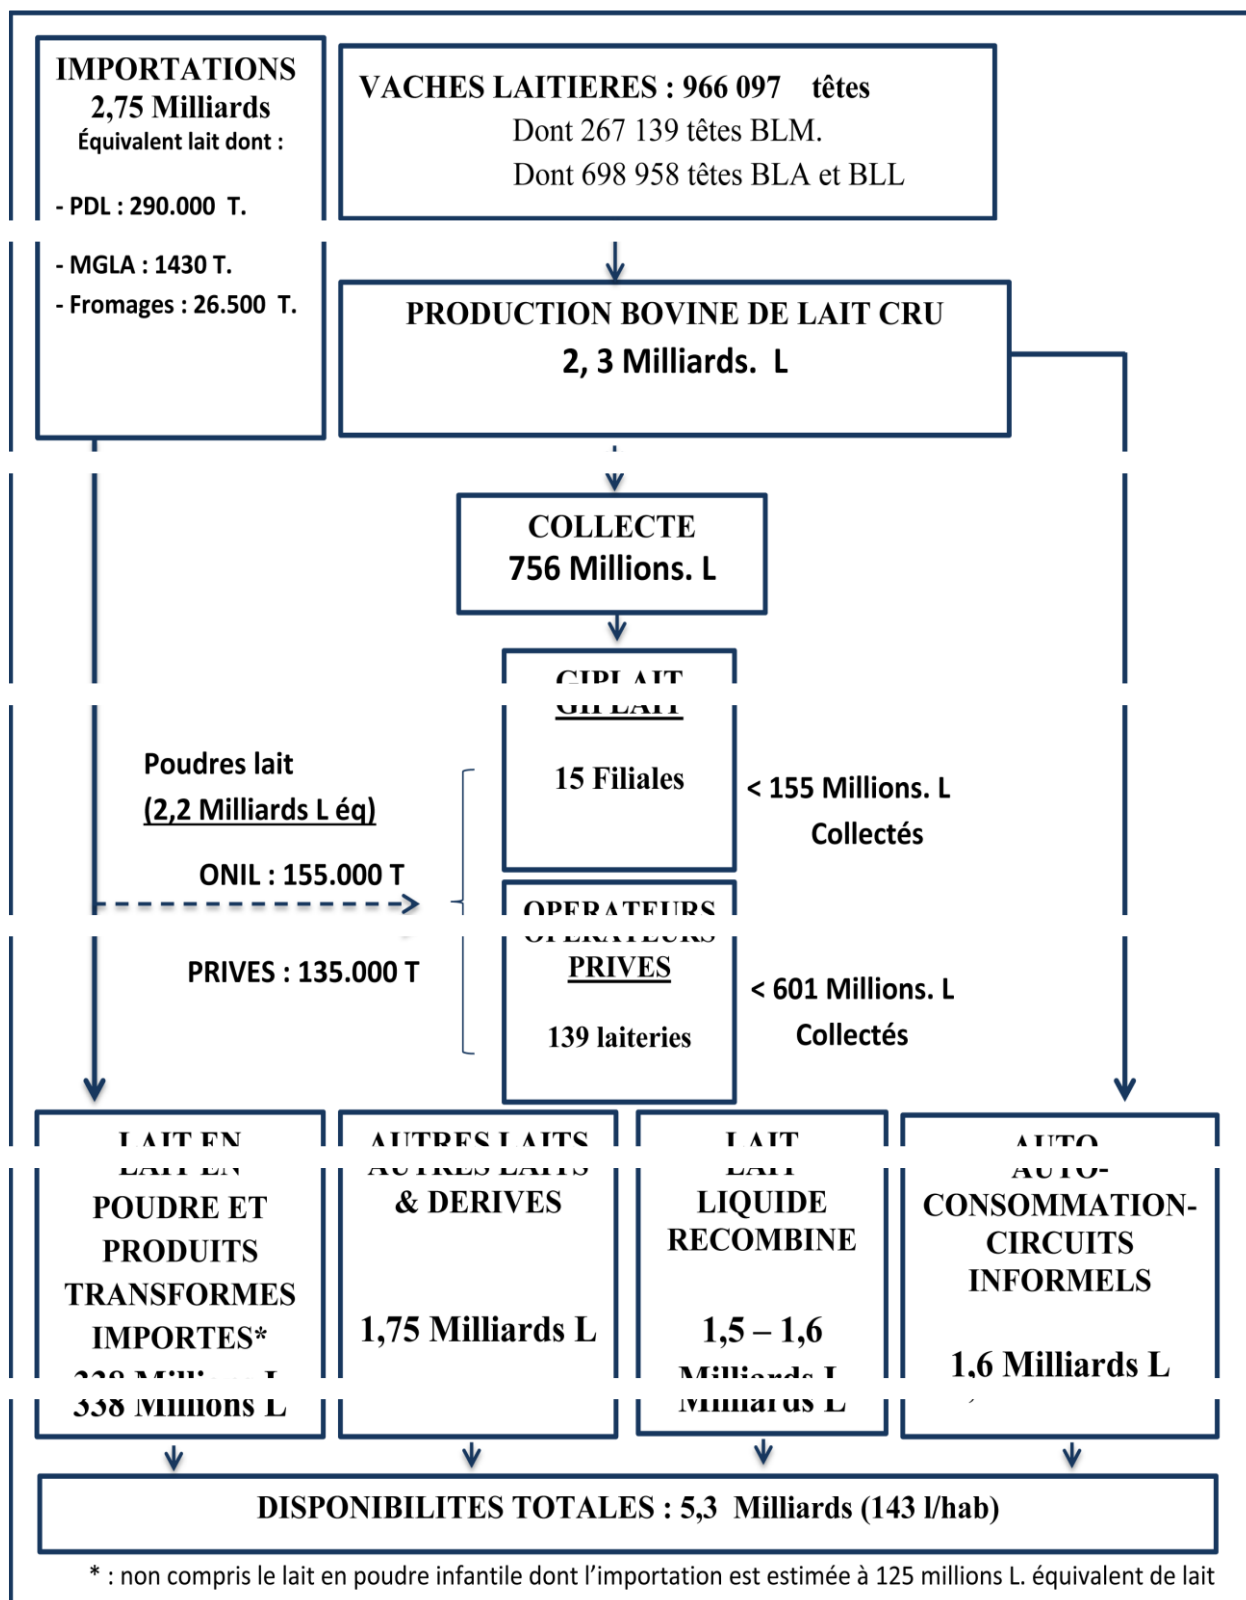 IMPORTATIONS
2,75 Milliards
Équivalent lait dont :
- PDL : 290.000 T.
- MGLA : 1430 T.
- Fromages : 26.500 T.
VACHES LAITIERES : 966 097 têtes
Dont 267 139 têtes BLM.
Dont 698 958 têtes BLA et BLL
PRODUCTION BOVINE DE LAIT CRU
2, 3 Milliards. L
COLLECTE
756 Millions. L
GIPLAIT
15 Filiales
< 155 Millions. L
Collectés
Poudres lait
(2,2 Milliards L éq)
ONIL : 155.000 T
PRIVES : 135.000 T
OPERATEURS
PRIVES
139 laiteries
< 601 Millions. L
Collectés
LAIT EN
POUDRE ET
PRODUITS
TRANSFORMES
IMPORTES*
338 Millions L
AUTRES LAITS
& DERIVES
1,75 Milliards L
LAIT
LIQUIDE
RECOMBINE
1,5 – 1,6
Milliards L
AUTO-
CONSOMMATION-
CIRCUITS
INFORMELS
1,6 Milliards L
DISPONIBILITES TOTALES : 5,3 Milliards (143 l/hab)
* : non compris le lait en poudre infantile dont l’importation est estimée à 125 millions L. équivalent de lait